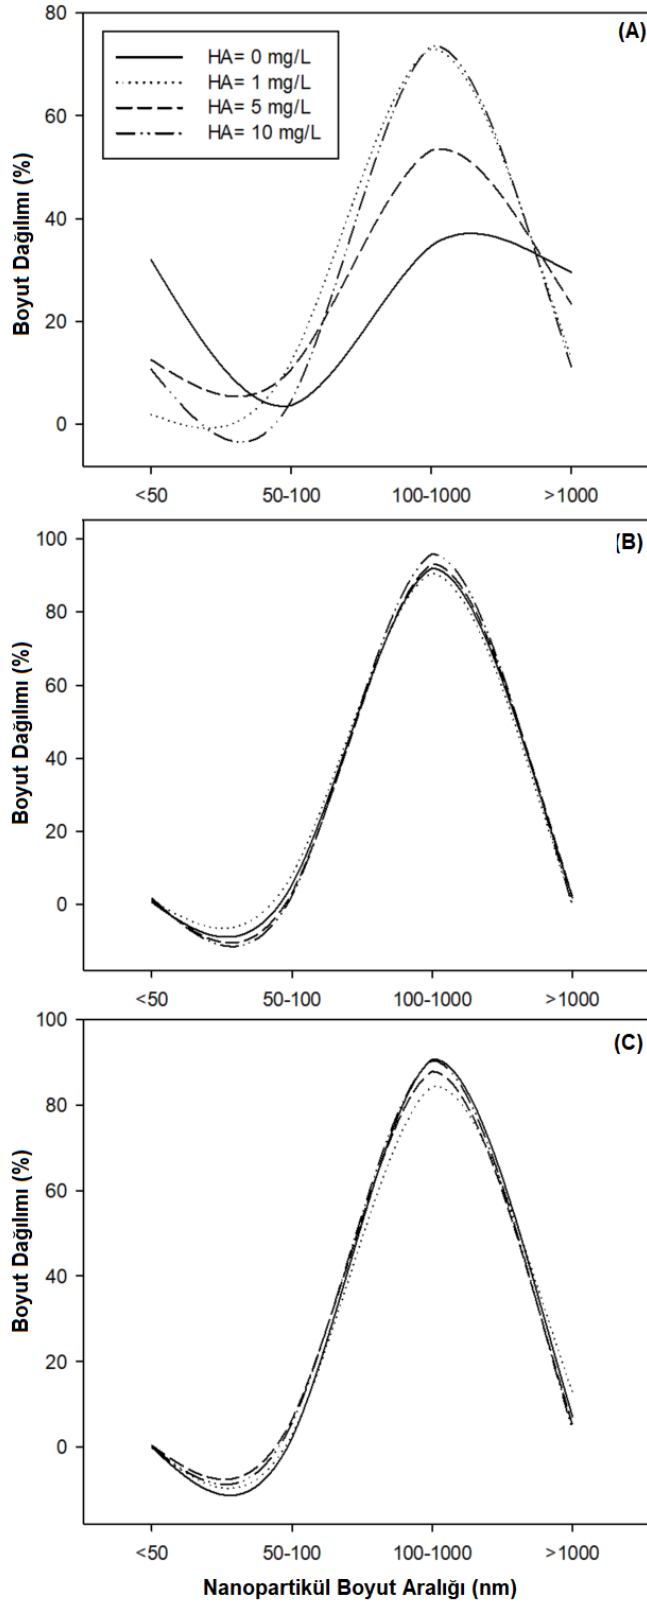 (A)
HA= 0 mg/L
HA= 1 mg/L
HA= 5 mg/L
HA= 10 mg/L
Boyut Dağılımı (%)
80
60
40
20
0
<50 50-100 100-1000 >1000
(B)
Boyut Dağılımı (%)
100
80
60
40
20
0
<50 50-100 100-1000 >1000
(C)
Boyut Dağılımı (%)
100
80
60
40
20
0
<50 50-100 100-1000 >1000
Nanopartikül Boyut Aralığı (nm)